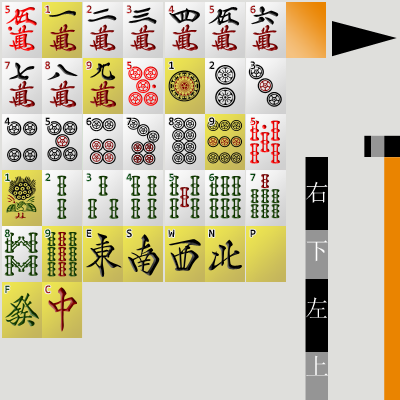 5 伍萬 1 一萬 2 二萬 3 三萬 4 四萬 5 伍萬 6 六萬
7 七萬 8 八萬 9 九萬 5 1 2 3
4 5 6 7 8 9 5
1 2 3 4 5 6 7
8 9 E 東 S 南 W 西 N 北 P
F 發 C 中
右
下
左
上